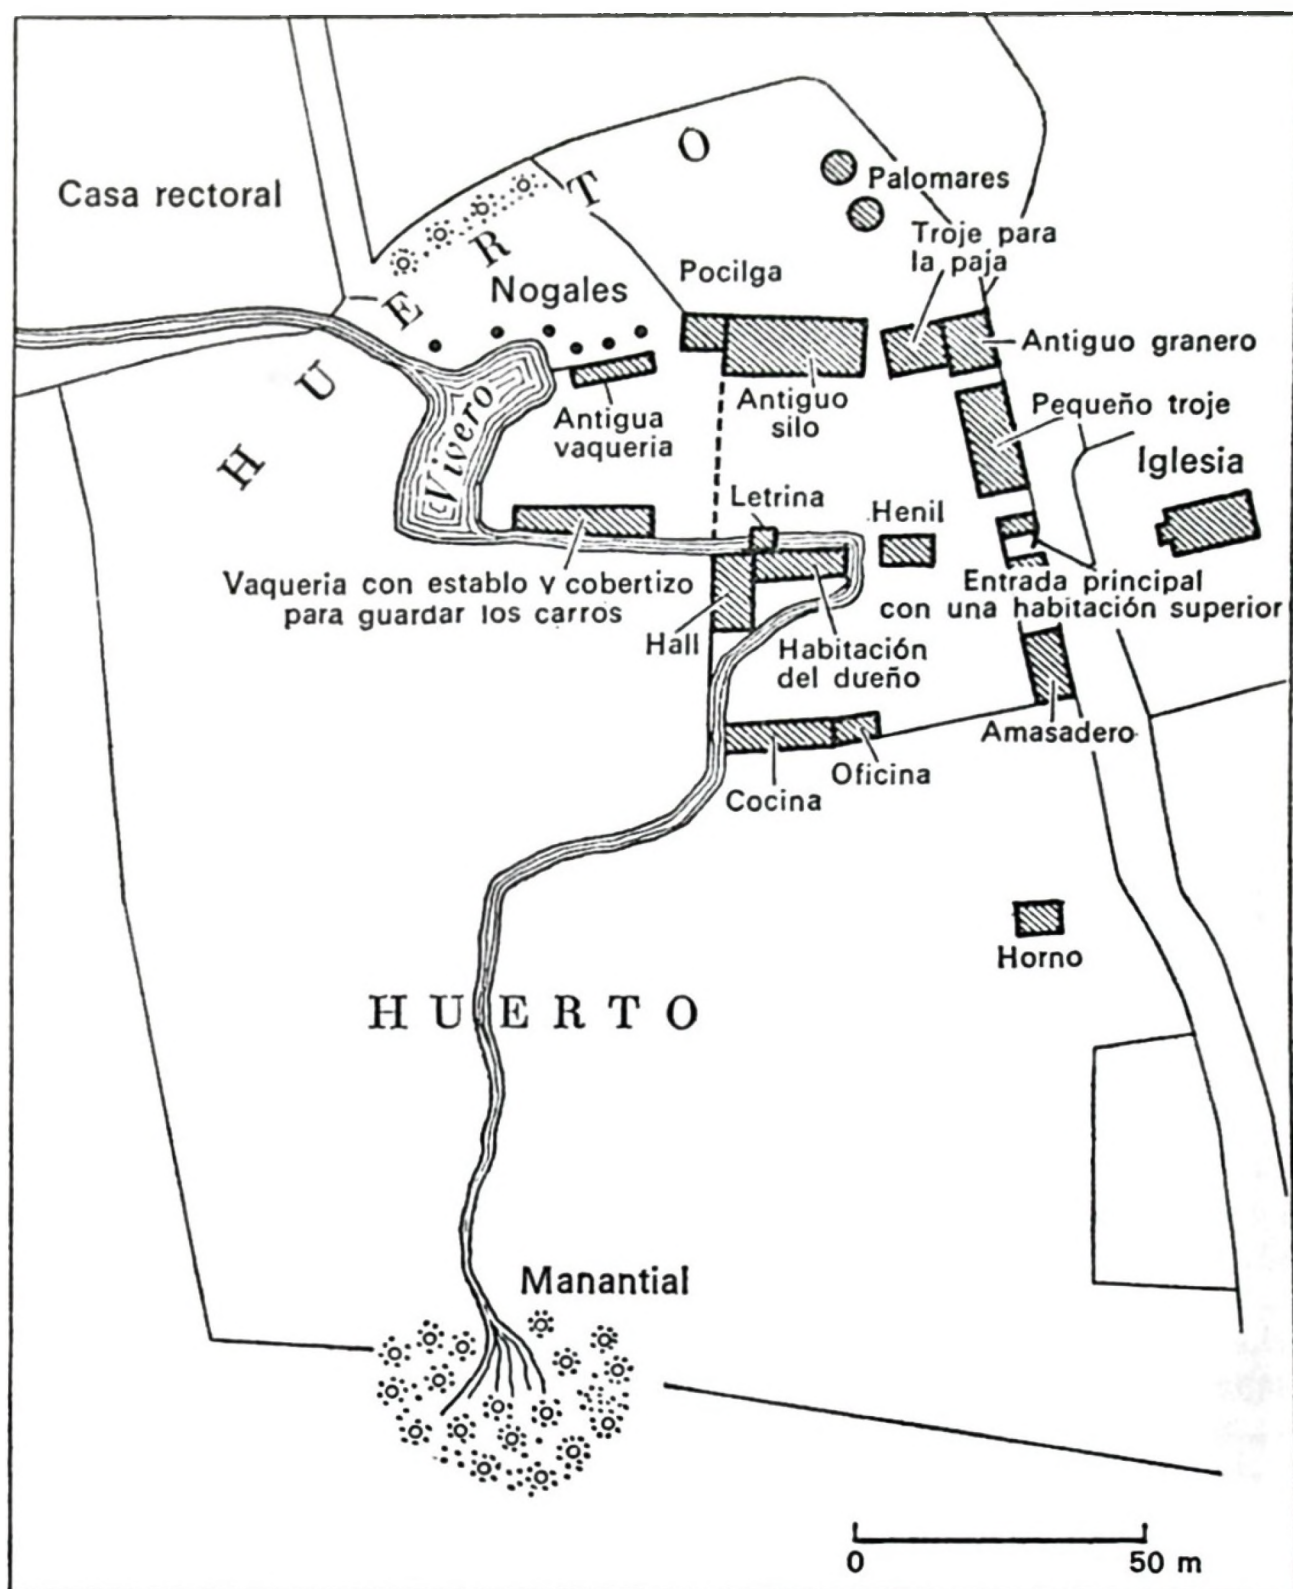 Casa rectoral
HUERTO
Palomares
Troje para
la paja
Pocilga
Nogales
Antiguo granero
Vivero
Antigua
vaqueria
Antiguo
silo
Pequeño troje
Iglesia
Letrina
Henil
Vaqueria con establo y cobertizo
para guardar los carros
Entrada principal
con una habitación superior
Hall
Habitación
del dueño
Amasadero
Oficina
Cocina
Horno
HUERTO
Manantial
0 50 m